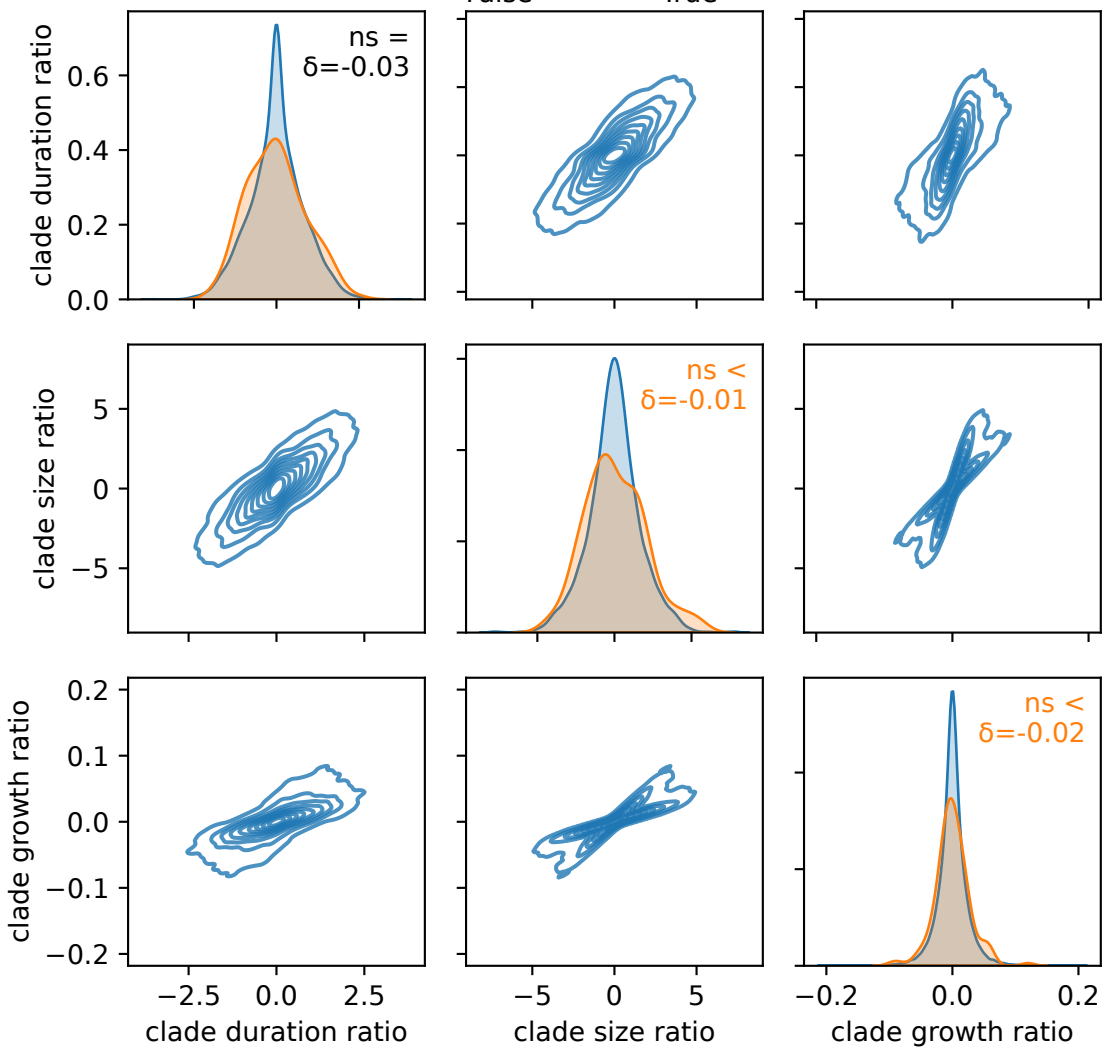 clade duration ratio
0.6
0.4
0.2
0.0
ns =
δ=-0.03
clade size ratio
5
0
−5
ns <
δ=-0.01
clade growth ratio
0.2
0.1
0.0
−0.1
−0.2
ns <
δ=-0.02
−2.5 0.0 2.5
−5 0 5
−0.2 0.0 0.2
clade duration ratio
clade size ratio
clade growth ratio